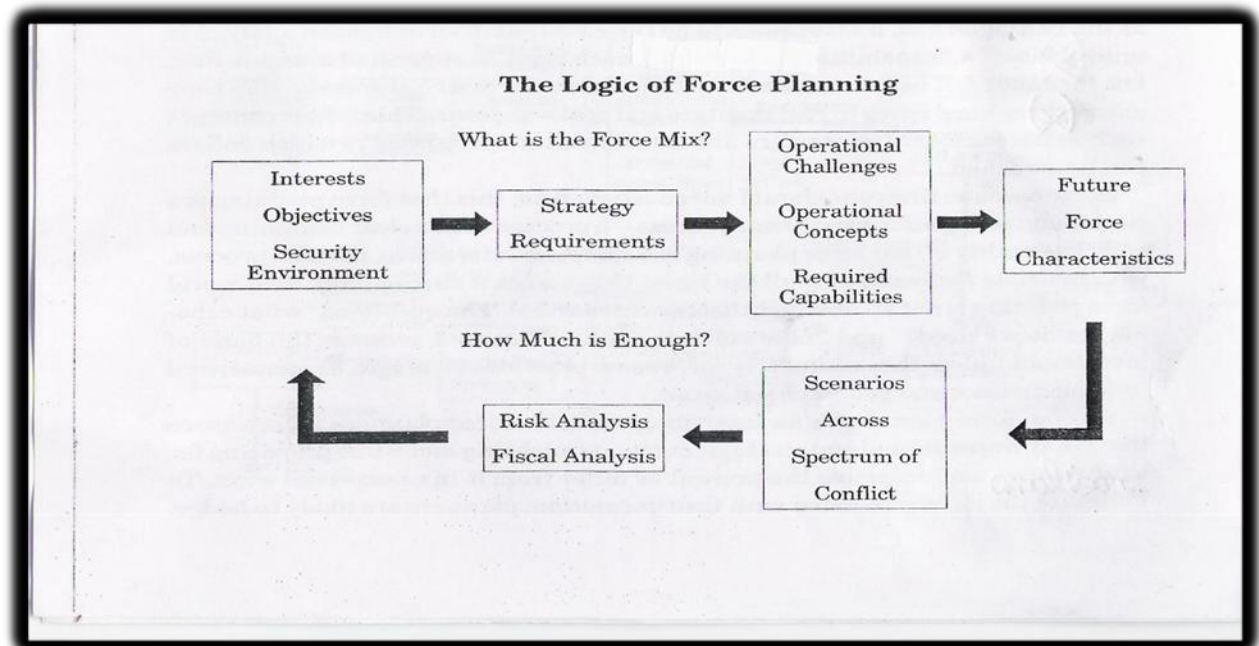 The Logic of Force Planning
What is the Force Mix?
Interests
Objectives
Security
Environment
Strategy
Requirements
Operational
Challenges
Operational
Concepts
Required
Capabilities
Future
Force
Characteristics
How Much is Enough?
Scenarios
Across
Spectrum of
Conflict
Risk Analysis
Fiscal Analysis